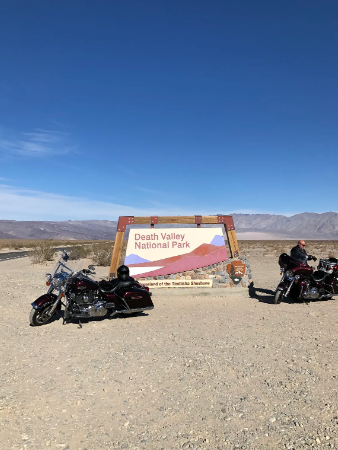 Death Valley
National Park
Homeland of the Timbisha Shoshone